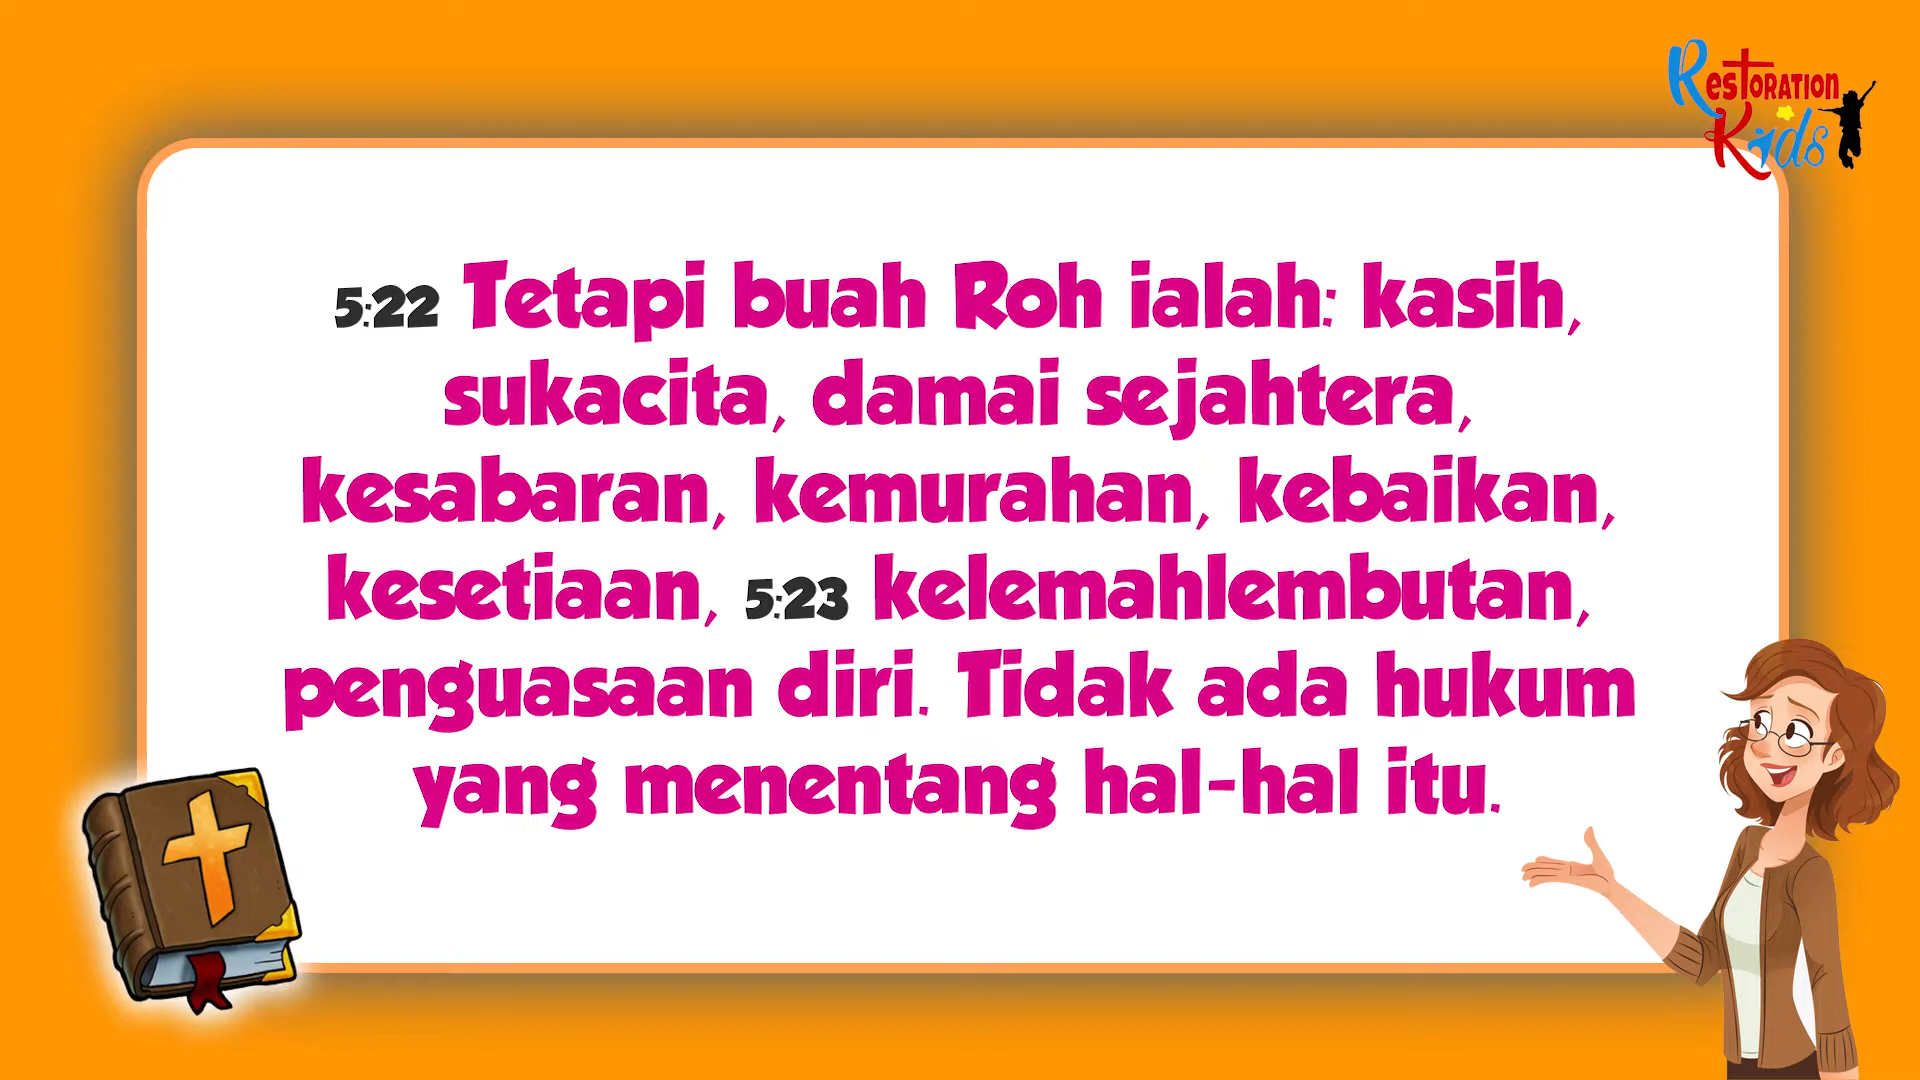 Restoration
Kids
5:22 Tetapi buah Roh ialah: kasih,
sukacita, damai sejahtera,
kesabaran, kemurahan, kebaikan,
kesetiaan, 5:23 kelemahlembutan,
penguasaan diri. Tidak ada hukum
yang menentang hal-hal itu.